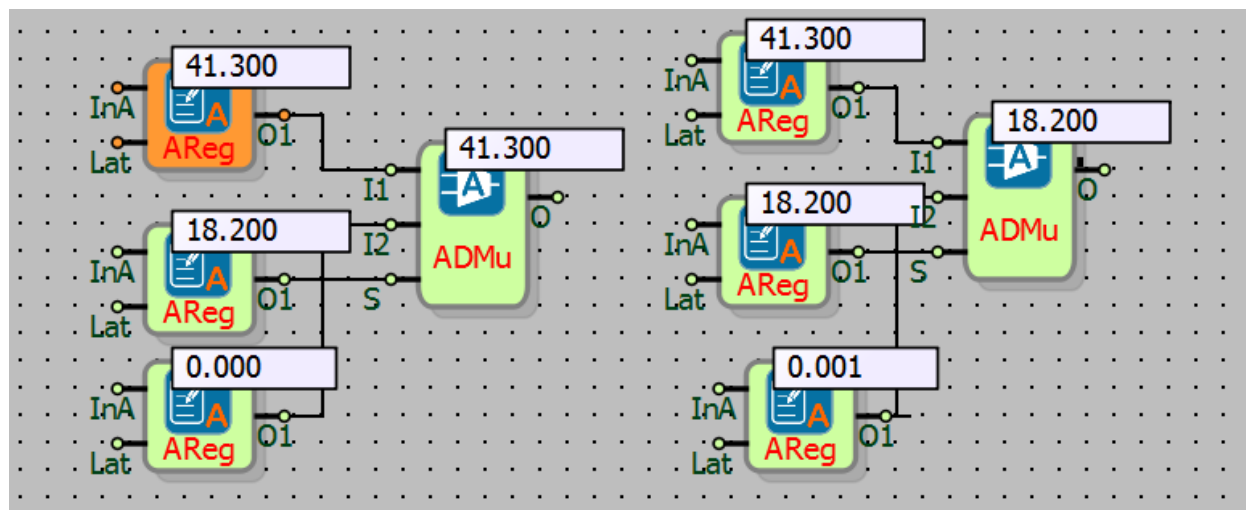 41.300
InA
A
O1
Lat
AReg
41.300
I1
A
I2
O
ADMu
S
18.200
InA
A
O1
Lat
AReg
0.000
InA
A
O1
Lat
AReg
41.300
InA
A
O1
Lat
AReg
18.200
I1
A
I2
O
ADMu
S
18.200
InA
A
O1
Lat
AReg
0.001
InA
A
O1
Lat
AReg